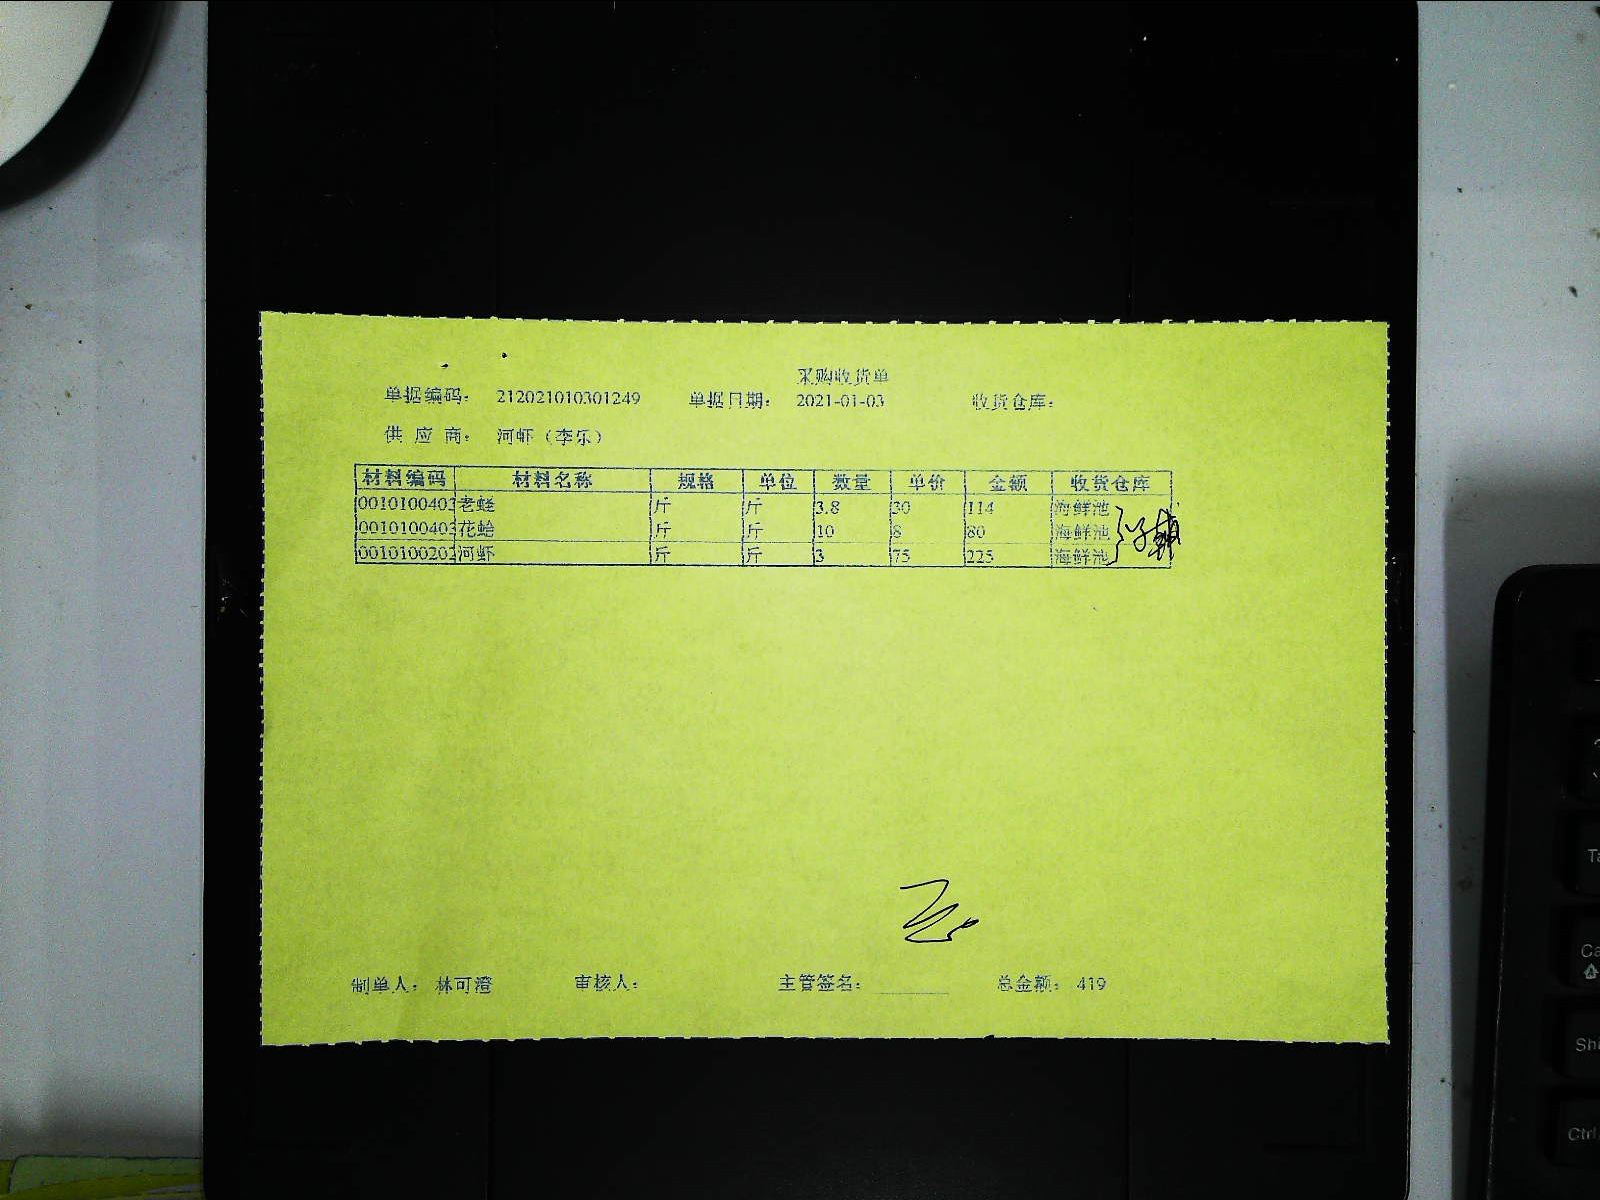 采购收货单
单据编码： 212021010301249 单据日期： 2021-01-03 收货仓库：
供 应 商： 河虾（李乐）
材料编码 材料名称 规格 单位 数量 单价 金额 收货仓库
0010100403 老蛏 斤 斤 3.8 30 114 海鲜池
0010100403 花蛤 斤 斤 10 8 80 海鲜池
0010100202 河虾 斤 斤 3 75 225 海鲜池
制单人： 林可澄 审核人： 主管签名： 总金额： 419
Ctrl